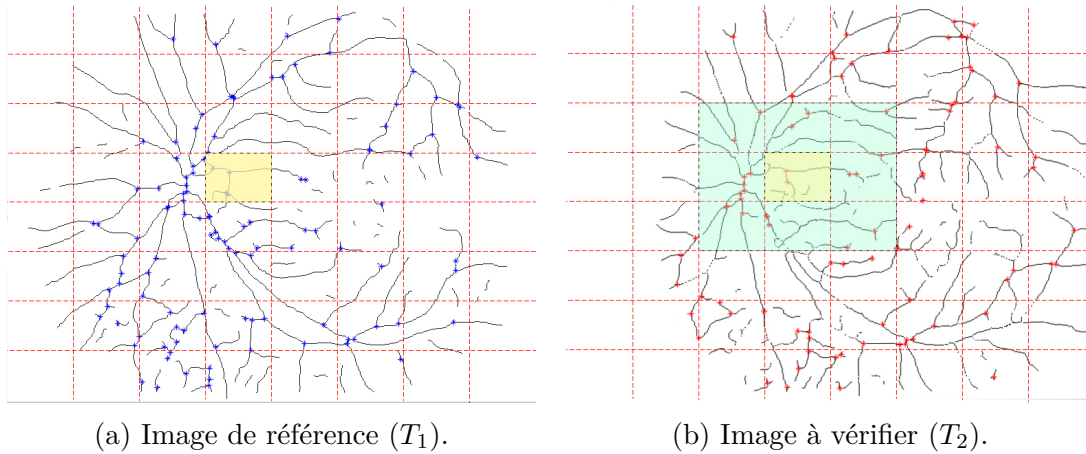 (a) Image de référence (T₁).
(b) Image à vérifier (T₂).